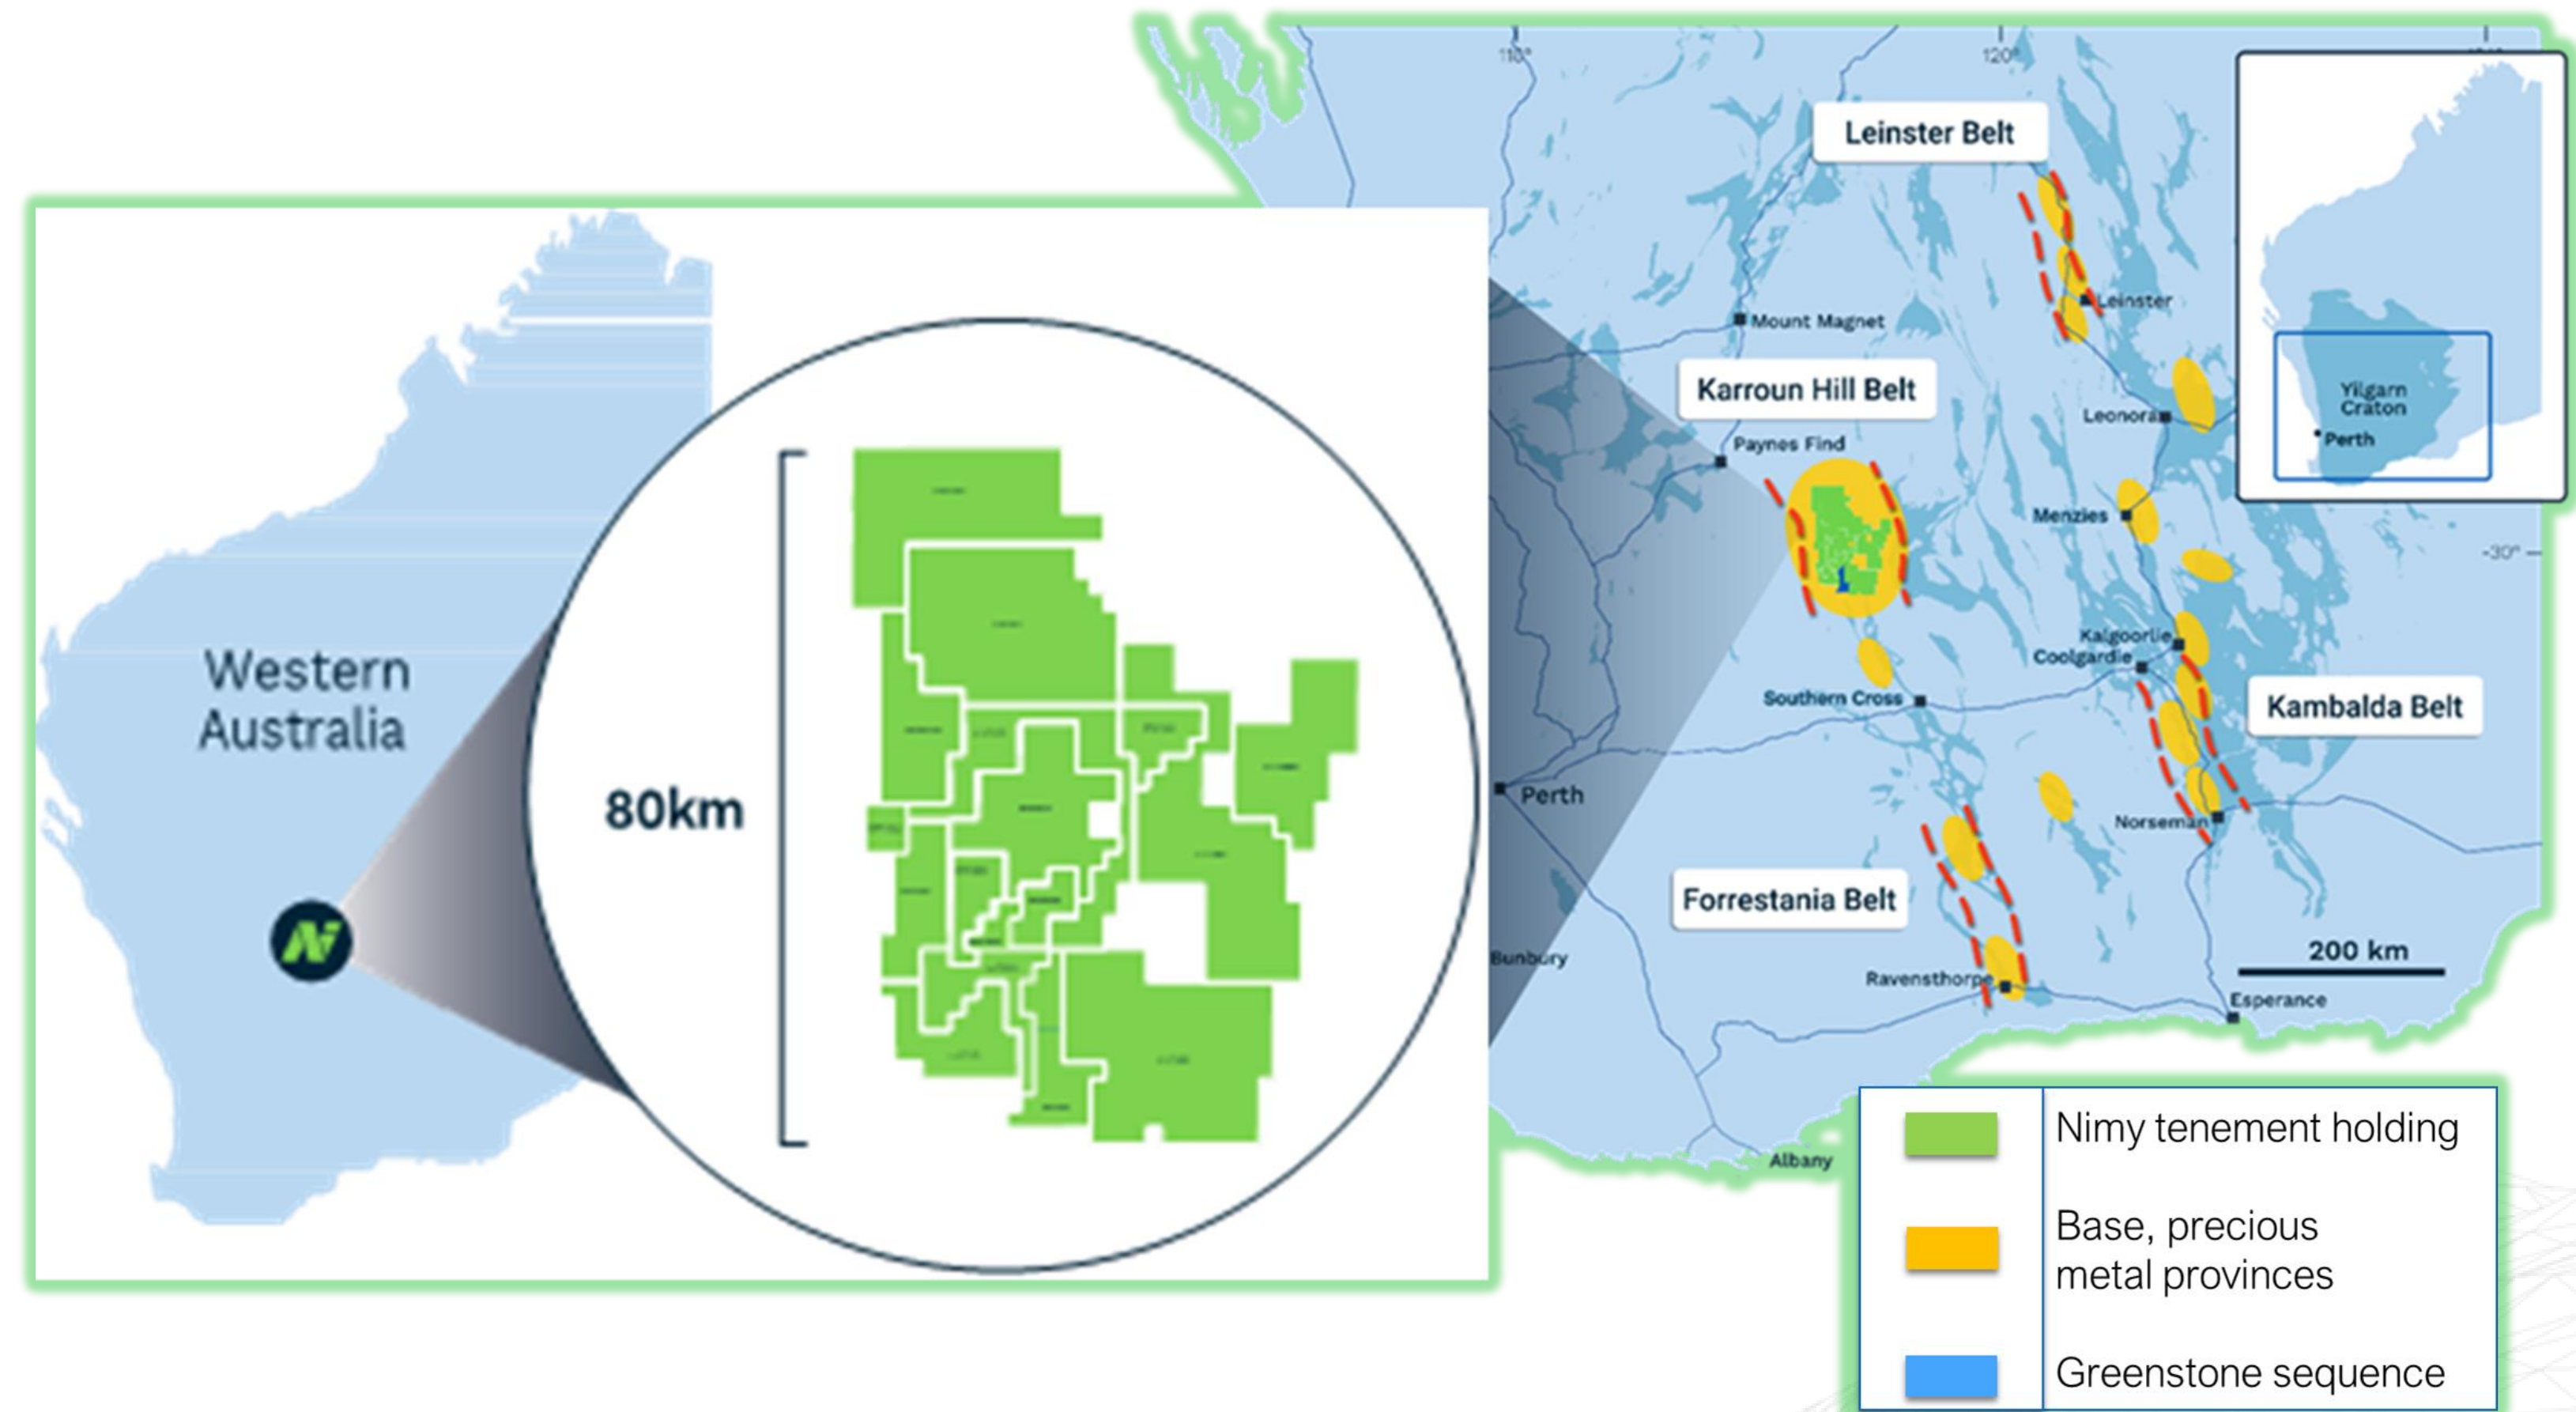 110°
120°
Leinster Belt
Leinster
Mount Magnet
Karroun Hill Belt
Paynes Find
Leonora
Menzies
-30°
Yilgarn
Craton
Perth
Western
Australia
80km
Kalgoorlie
Coolgardie
Southern Cross
Kambalda Belt
Perth
Norseman
Forrestania Belt
Bunbury
Ravensthorpe
200 km
Esperance
Albany
Nimy tenement holding
Base, precious
metal provinces
Greenstone sequence